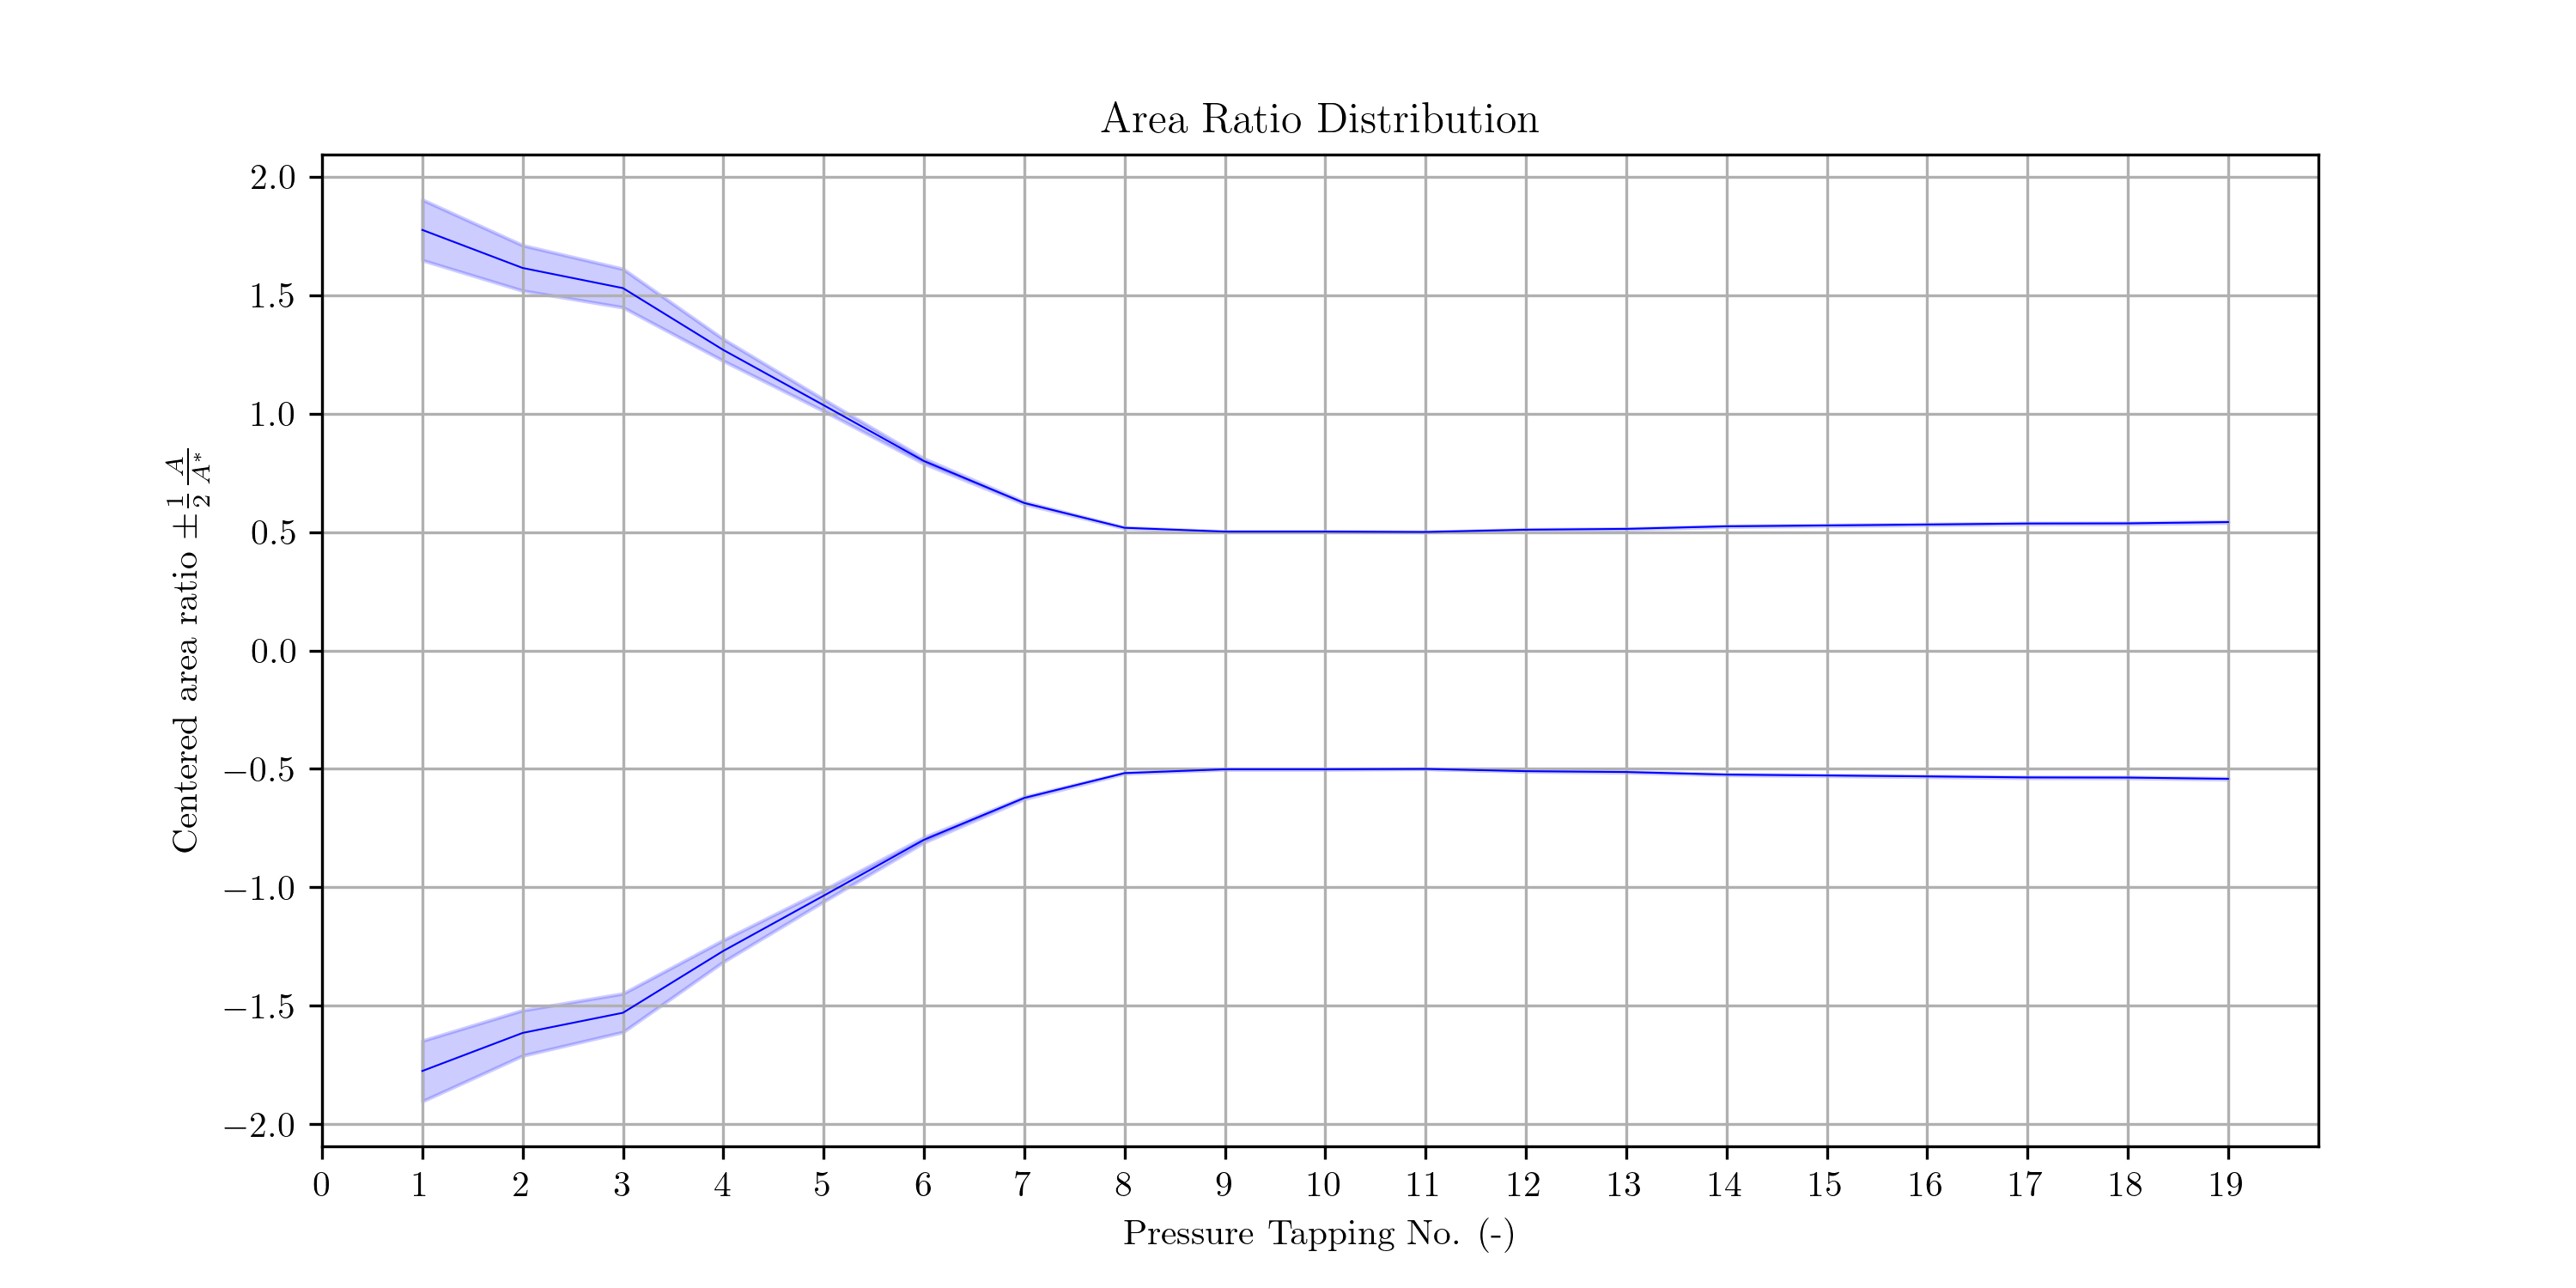 Area Ratio Distribution
Centered area ratio ±1/2 A/A*
2.0
1.5
1.0
0.5
0.0
−0.5
−1.0
−1.5
−2.0
0 1 2 3 4 5 6 7 8 9 10 11 12 13 14 15 16 17 18 19
Pressure Tapping No. (-)